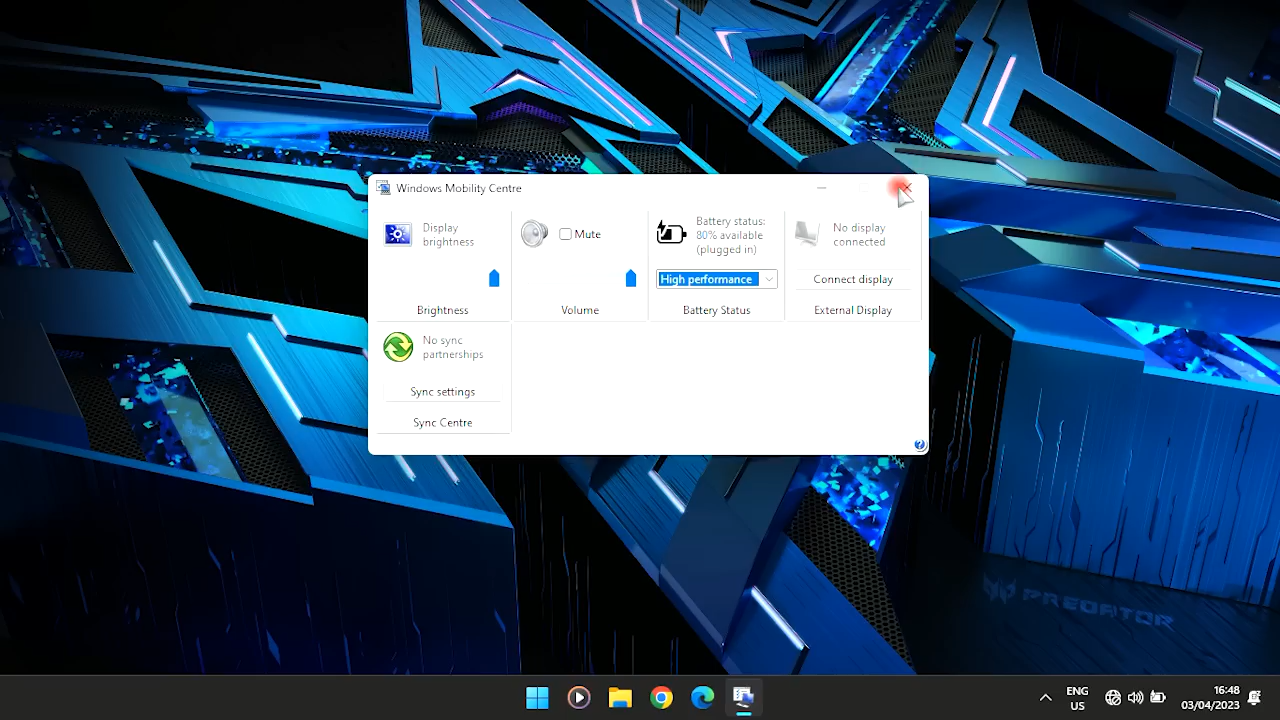 Windows Mobility Centre
Display
brightness
Brightness
Mute
Volume
Battery status:
80% available
(plugged in)
High performance
Battery Status
No display
connected
Connect display
External Display
No sync
partnerships
Sync settings
Sync Centre
PREDATOR
ENG
US
16:48
03/04/2023